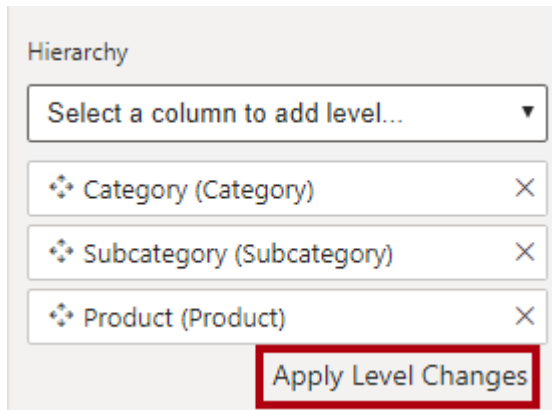 Hierarchy
Select a column to add level...
Category (Category)
Subcategory (Subcategory)
Product (Product)
Apply Level Changes